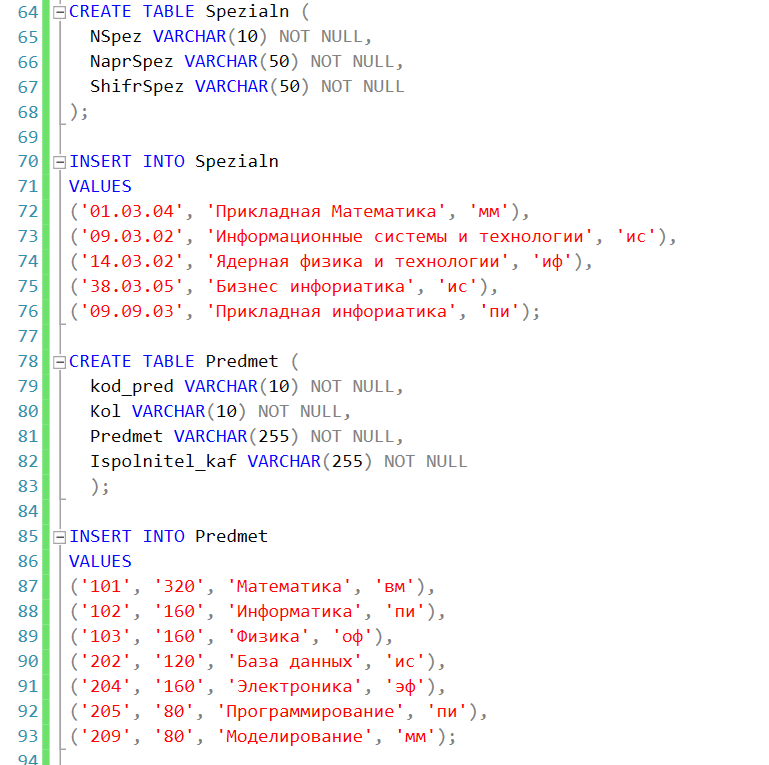 64 CREATE TABLE Spezialn (
65 NSpez VARCHAR(10) NOT NULL,
66 NaprSpez VARCHAR(50) NOT NULL,
67 ShifrSpez VARCHAR(50) NOT NULL
68 );
69
70 INSERT INTO Spezialn
71 VALUES
72 ('01.03.04', 'Прикладная Математика', 'мм'),
73 ('09.03.02', 'Информационные системы и технологии', 'ис'),
74 ('14.03.02', 'Ядерная физика и технологии', 'иф'),
75 ('38.03.05', 'Бизнес инфориатика', 'ис'),
76 ('09.09.03', 'Прикладная инфориатика', 'пи');
77
78 CREATE TABLE Predmet (
79 kod_pred VARCHAR(10) NOT NULL,
80 Kol VARCHAR(10) NOT NULL,
81 Predmet VARCHAR(255) NOT NULL,
82 Ispolnitel_kaf VARCHAR(255) NOT NULL
83 );
84
85 INSERT INTO Predmet
86 VALUES
87 ('101', '320', 'Математика', 'вм'),
88 ('102', '160', 'Информатика', 'пи'),
89 ('103', '160', 'Физика', 'оф'),
90 ('202', '120', 'База данных', 'ис'),
91 ('204', '160', 'Электроника', 'эф'),
92 ('205', '80', 'Программирование', 'пи'),
93 ('209', '80', 'Моделирование', 'мм');
94